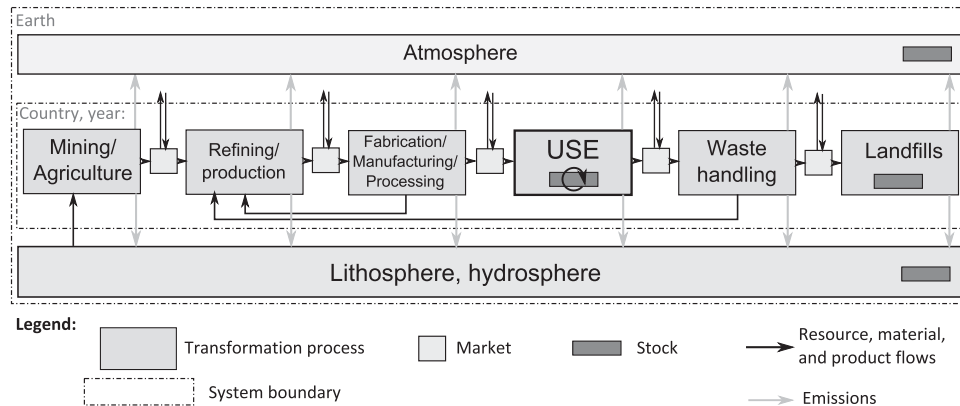 Earth
Atmosphere
Country, year:
Mining/
Agriculture
Refining/
production
Fabrication/
Manufacturing/
Processing
USE
Waste
handling
Landfills
Lithosphere, hydrosphere
Legend:
Transformation process
Market
Stock
Resource, material,
and product flows
System boundary
Emissions